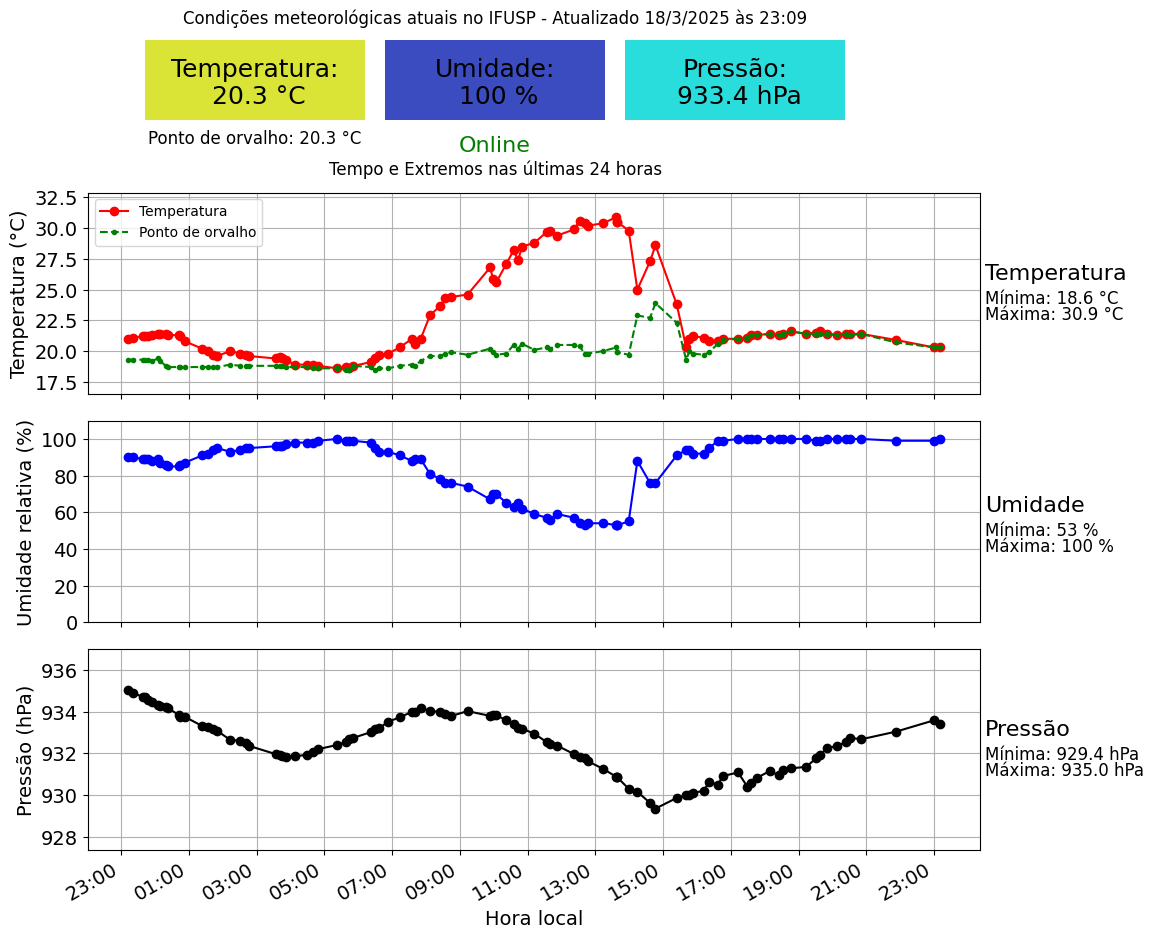 Condições meteorológicas atuais no IFUSP - Atualizado 18/3/2025 às 23:09
Temperatura:
20.3 °C
Umidade:
100 %
Pressão:
933.4 hPa
Ponto de orvalho: 20.3 °C
Online
Tempo e Extremos nas últimas 24 horas
Temperatura (°C)
32.5
30.0
27.5
25.0
22.5
20.0
17.5
Temperatura
Ponto de orvalho
Temperatura
Mínima: 18.6 °C
Máxima: 30.9 °C
Umidade relativa (%)
100
80
60
40
20
0
Umidade
Mínima: 53 %
Máxima: 100 %
Pressão (hPa)
936
934
932
930
928
Pressão
Mínima: 929.4 hPa
Máxima: 935.0 hPa
23:00 01:00 03:00 05:00 07:00 09:00 11:00 13:00 15:00 17:00 19:00 21:00 23:00
Hora local